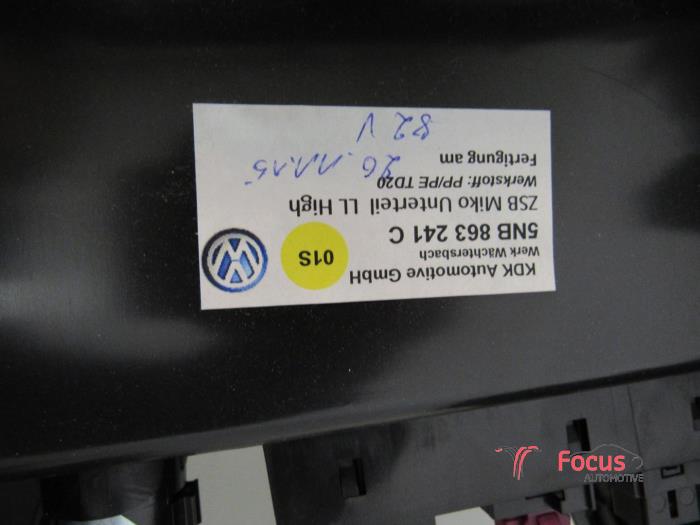 KDK Automotive GmbH
Werk Wächtersbach
5NB 863 241 C
01S
ZSB Miko Unterteil LL High
Werkstoff: PP/PE TD20
Fertigung am
26.11.15
82 V
Focus
AUTOMOTIVE